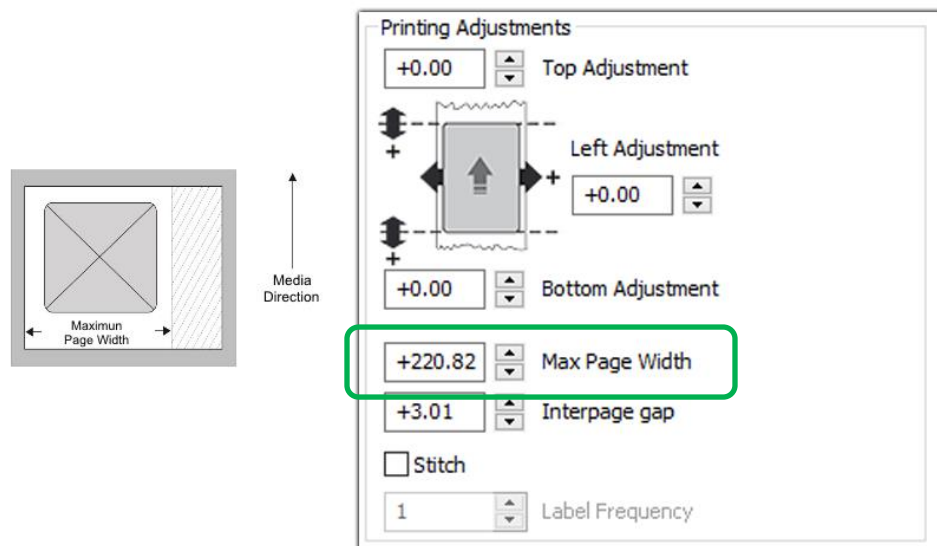 Maximun
Page Width
Media
Direction
Printing Adjustments
+0.00 Top Adjustment
+
Left Adjustment
+
+0.00
+
+0.00 Bottom Adjustment
+220.82 Max Page Width
+3.01 Interpage gap
Stitch
1 Label Frequency